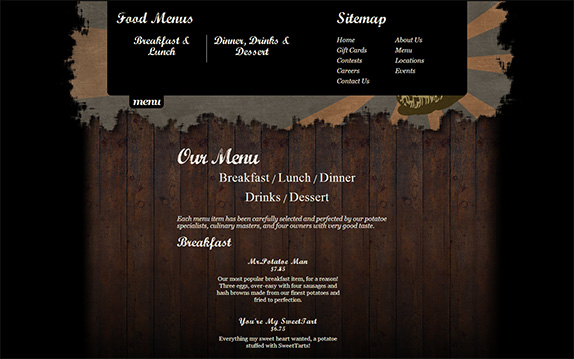 Food Menus
Breakfast &
Lunch
Dinner, Drinks &
Dessert
Sitemap
Home
Gift Cards
Contests
Careers
Contact Us
About Us
Menu
Locations
Events
menu
Our Menu
Breakfast / Lunch / Dinner
Drinks / Dessert
Each menu item has been carefully selected and perfected by our potatoe
specialists, culinary masters, and four owners with very good taste.
Breakfast
Mr.Potatoe Man
$7.85
Our most popular breakfast item, for a reason!
Three eggs, over-easy with four sausages and
hash browns made from our finest potatoes and
fried to perfection.
You're My SweetTart
$6.75
Everything my sweet heart wanted, a potatoe
stuffed with SweetTarts!